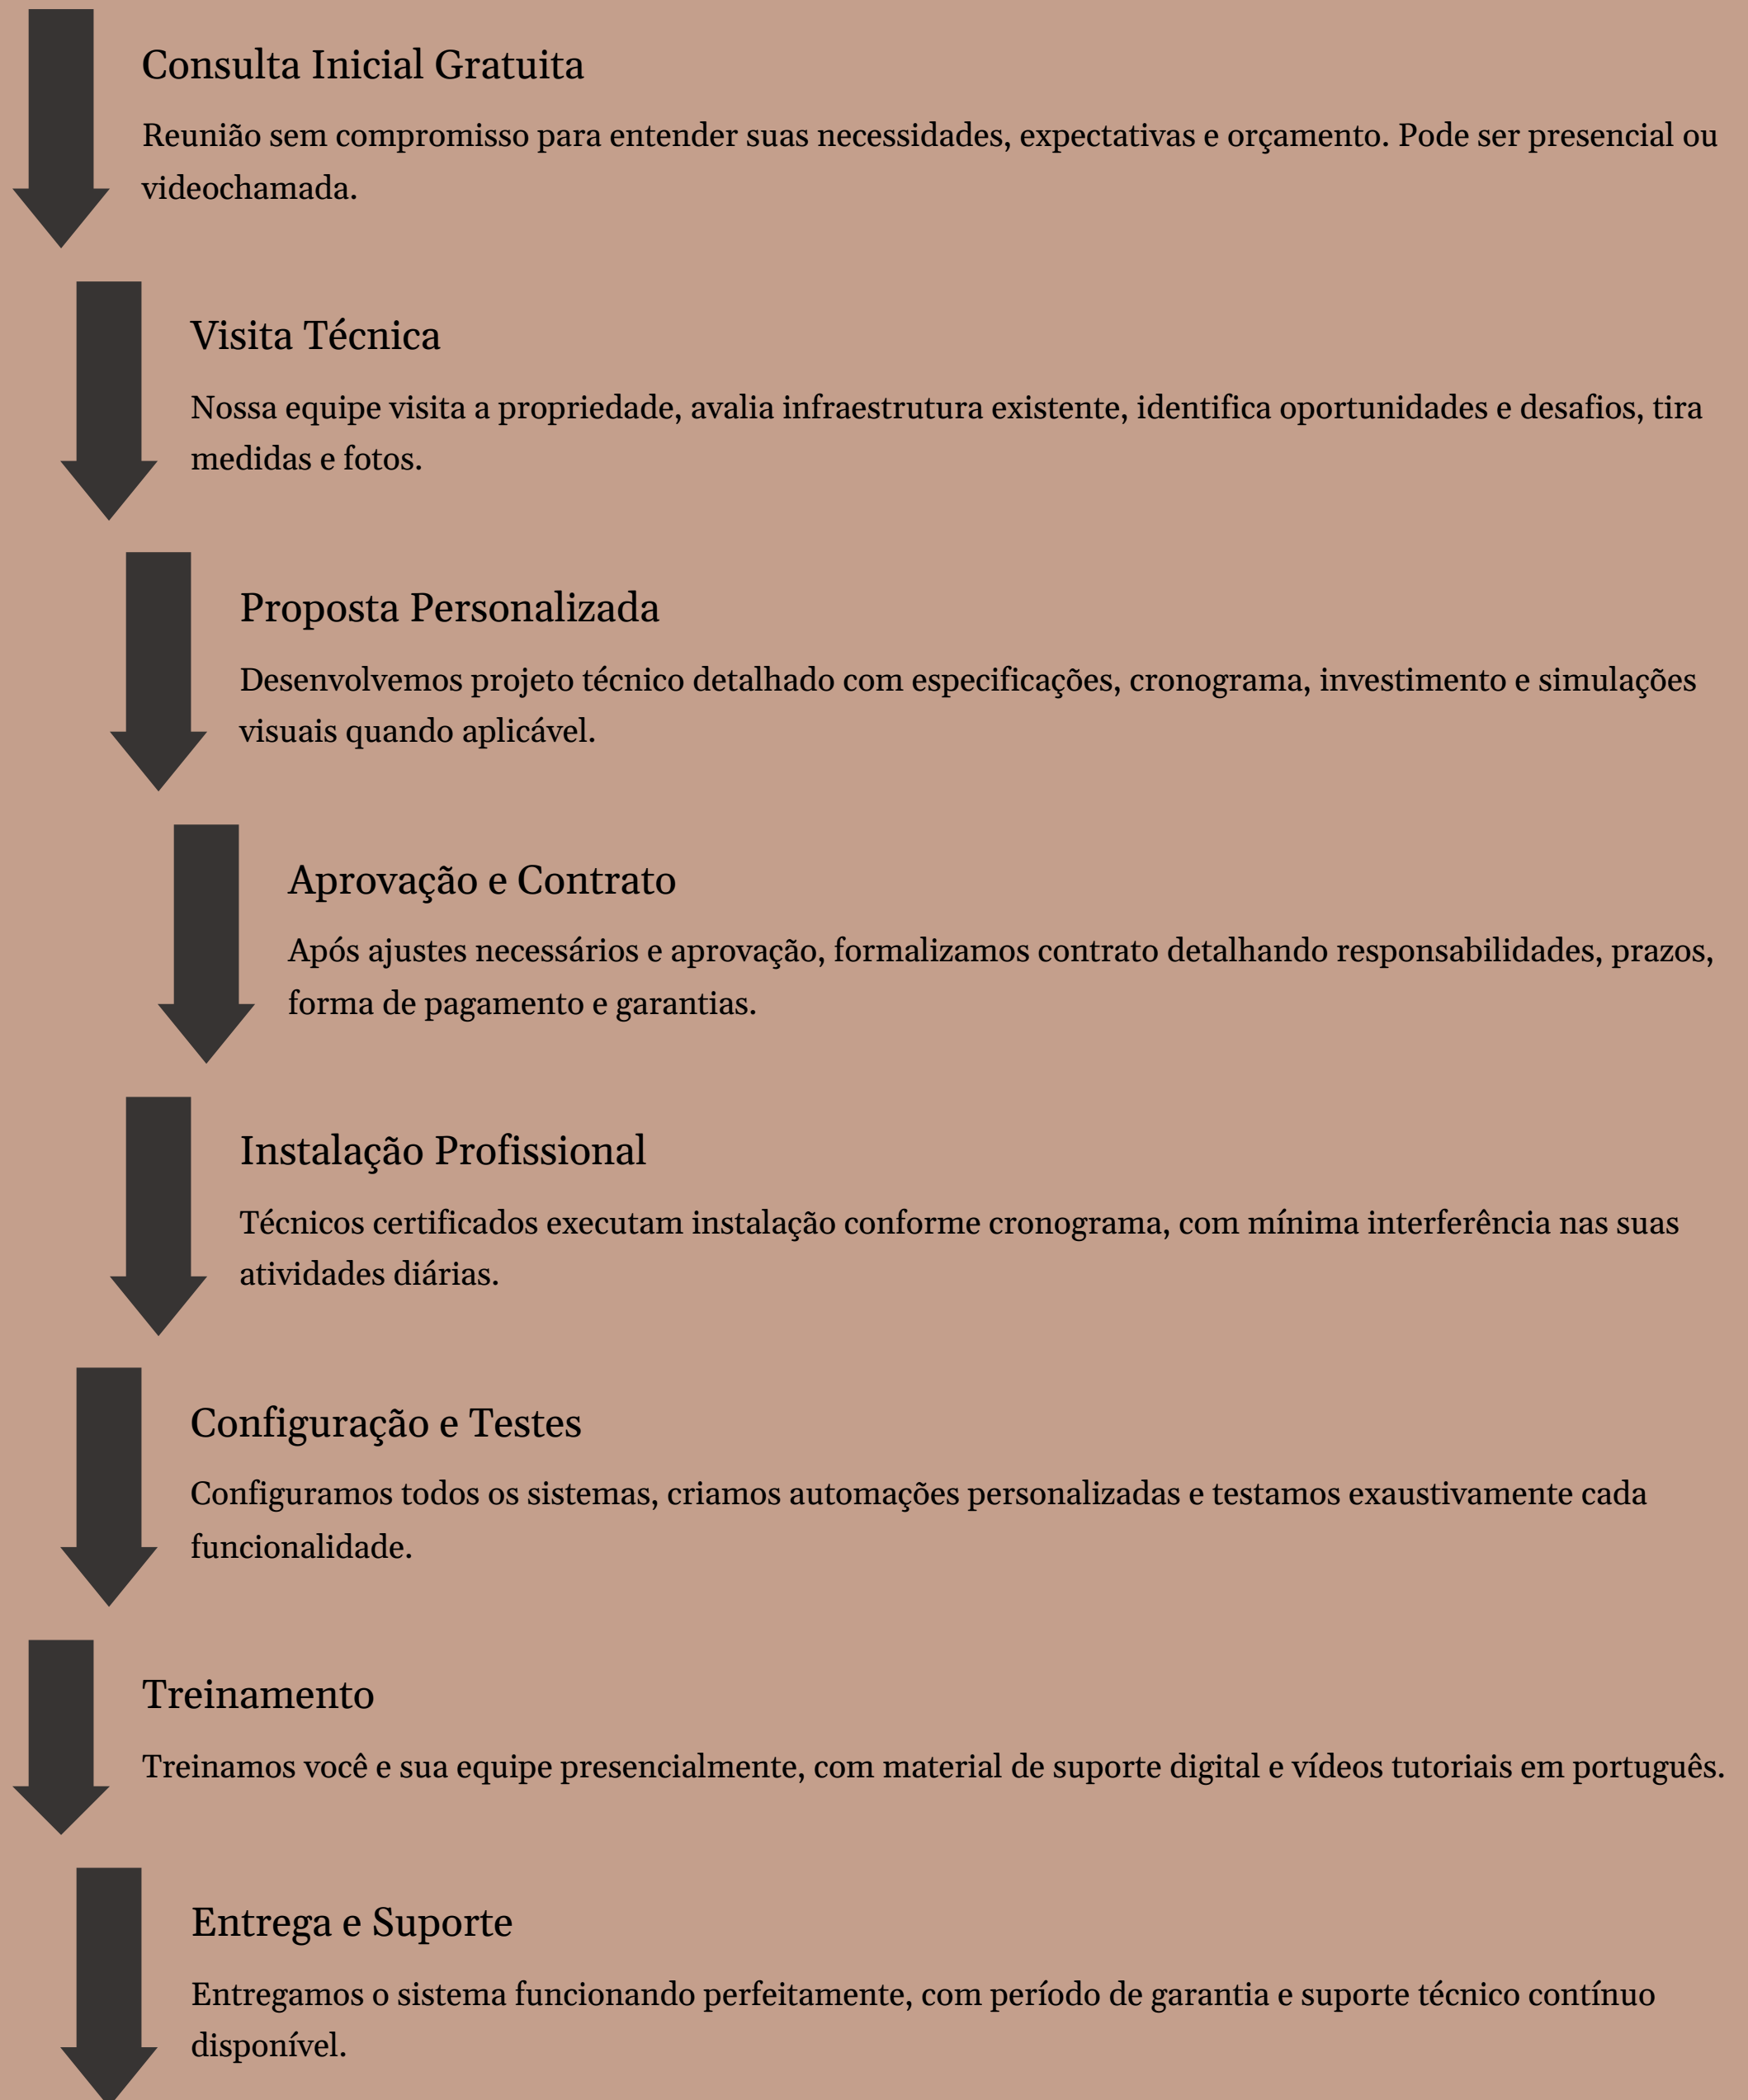 Consulta Inicial Gratuita
Reunião sem compromisso para entender suas necessidades, expectativas e orçamento. Pode ser presencial ou
videochamada.
Visita Técnica
Nossa equipe visita a propriedade, avalia infraestrutura existente, identifica oportunidades e desafios, tira
medidas e fotos.
Proposta Personalizada
Desenvolvemos projeto técnico detalhado com especificações, cronograma, investimento e simulações
visuais quando aplicável.
Aprovação e Contrato
Após ajustes necessários e aprovação, formalizamos contrato detalhando responsabilidades, prazos,
forma de pagamento e garantias.
Instalação Profissional
Técnicos certificados executam instalação conforme cronograma, com mínima interferência nas suas
atividades diárias.
Configuração e Testes
Configuramos todos os sistemas, criamos automações personalizadas e testamos exaustivamente cada
funcionalidade.
Treinamento
Treinamos você e sua equipe presencialmente, com material de suporte digital e vídeos tutoriais em português.
Entrega e Suporte
Entregamos o sistema funcionando perfeitamente, com período de garantia e suporte técnico contínuo
disponível.